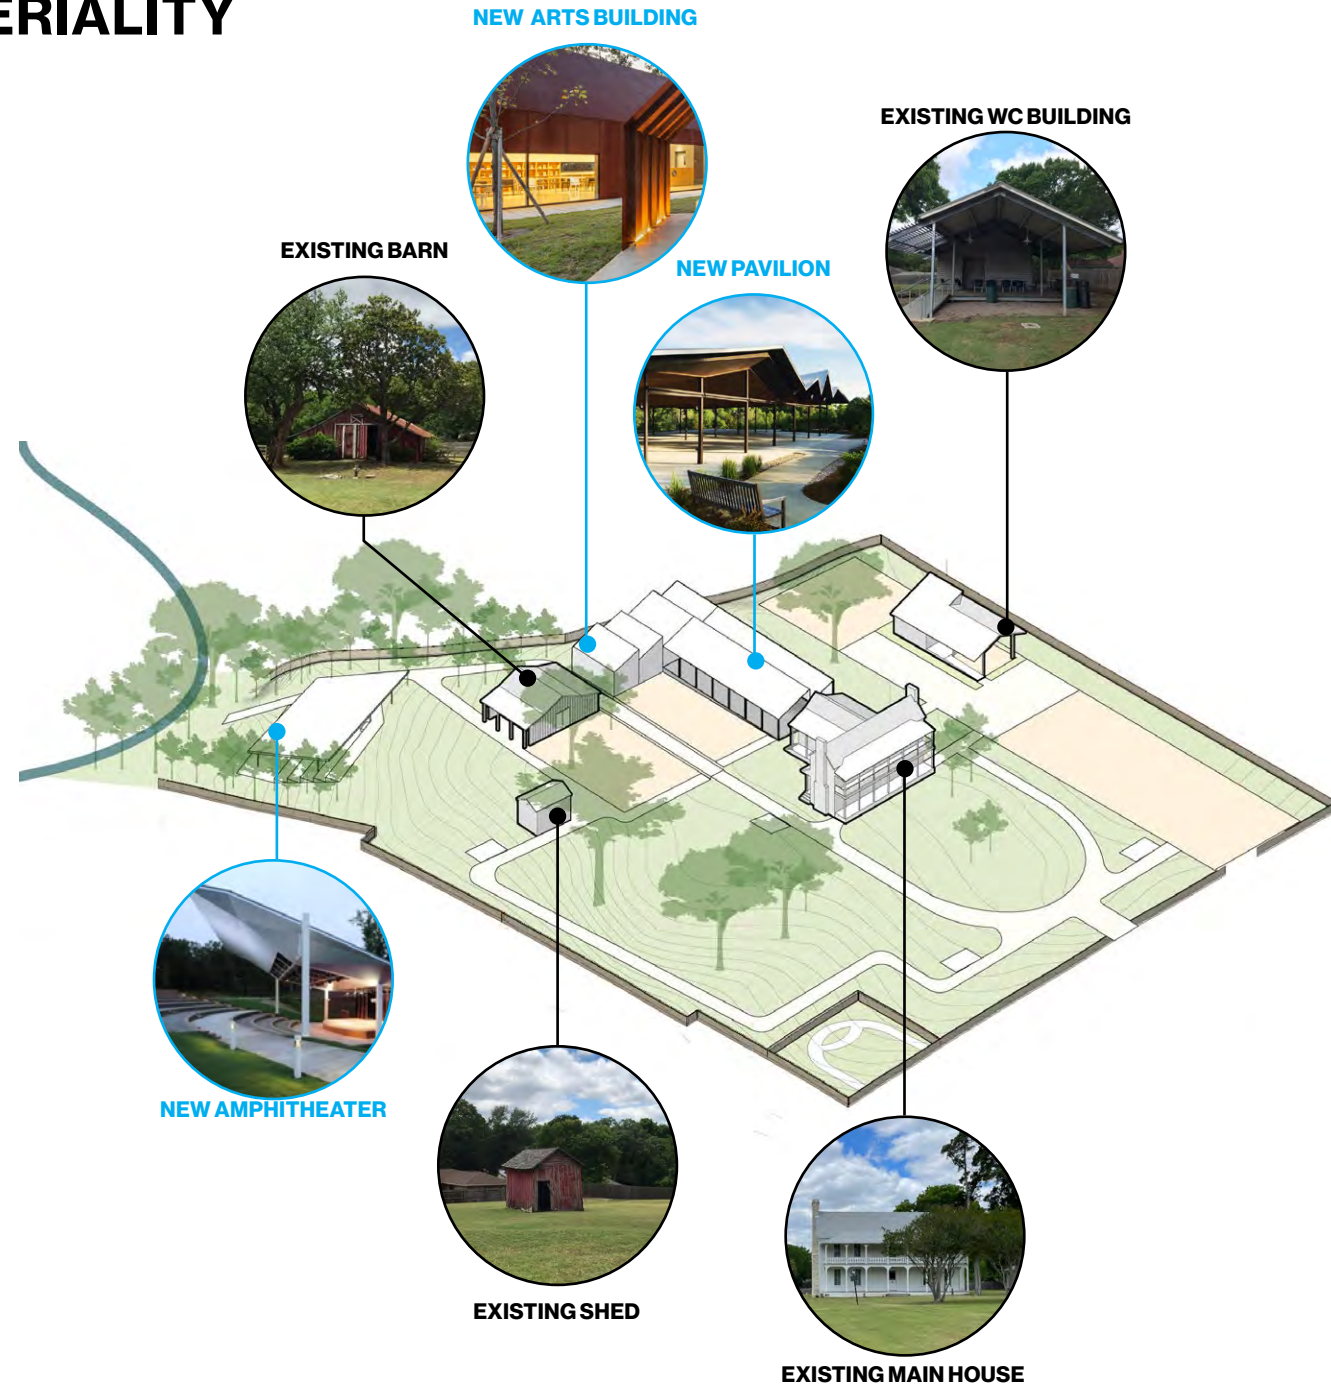 ERIALITY
NEW ARTS BUILDING
EXISTING WC BUILDING
EXISTING BARN
NEW PAVILION
NEW AMPHITHEATER
EXISTING SHED
EXISTING MAIN HOUSE